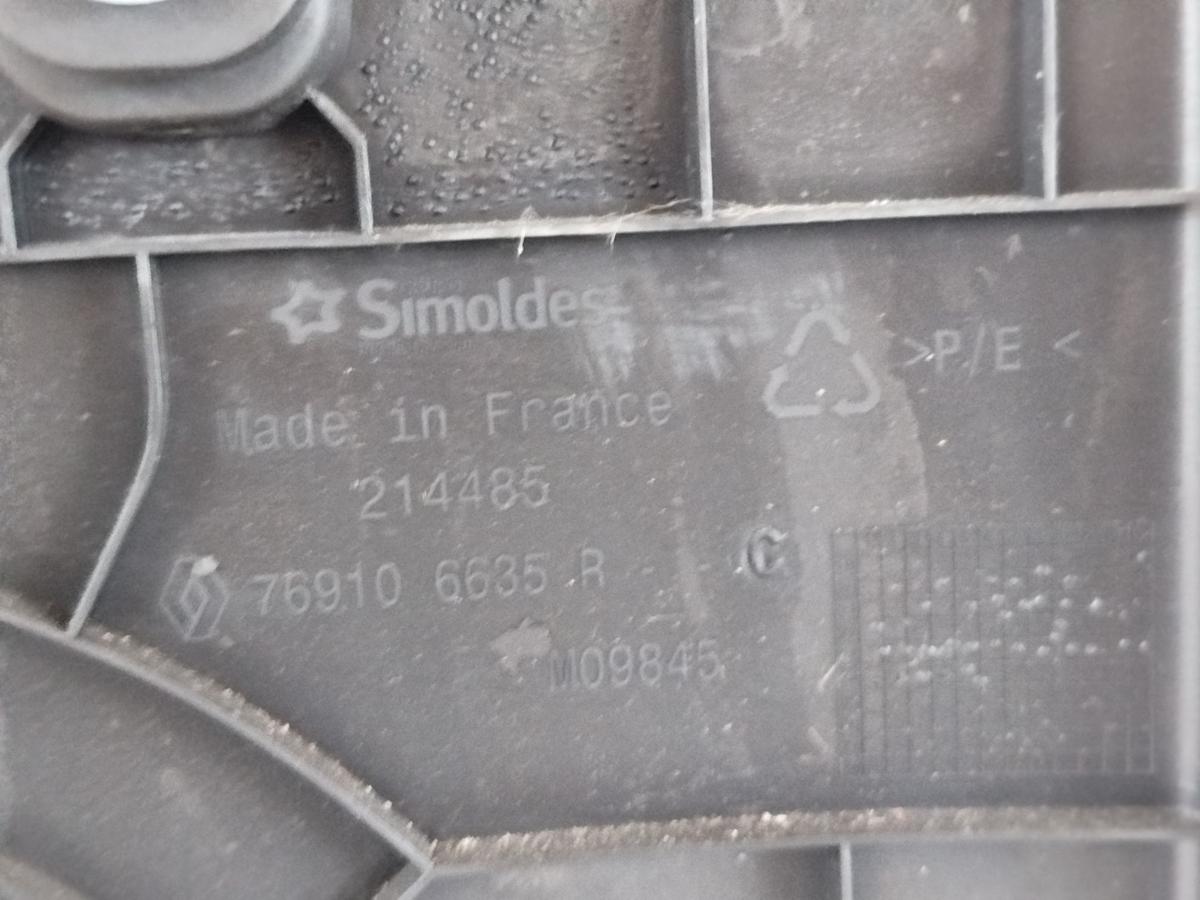 Simoldes
>P/E <
Made in France
214485
76910 6635 R
C
M09845